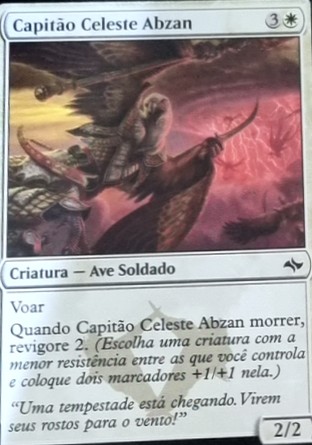 Capitão Celeste Abzan 3
Criatura — Ave Soldado
Voar
Quando Capitão Celeste Abzan morrer,
revigore 2. (Escolha uma criatura com a
menor resistência entre as que você controla
e coloque dois marcadores +1/+1 nela.)
“Uma tempestade está chegando. Virem
seus rostos para o vento!”
2/2